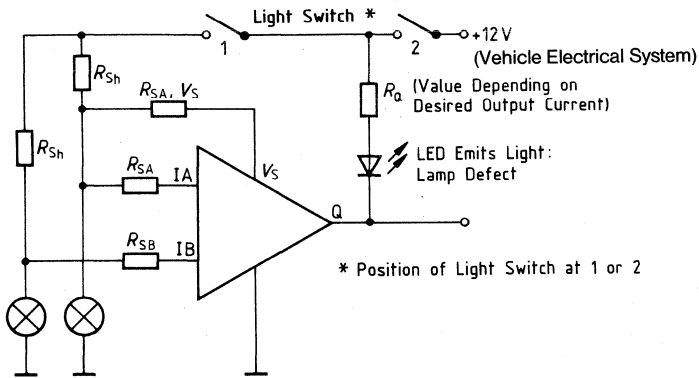 Light Switch *
1
2
+12 V
(Vehicle Electrical System)
RSh
RSA, VS
RQ (Value Depending on
Desired Output Current)
RSh
RSA
IA
VS
LED Emits Light:
Lamp Defect
Q
RSB
IB
* Position of Light Switch at 1 or 2